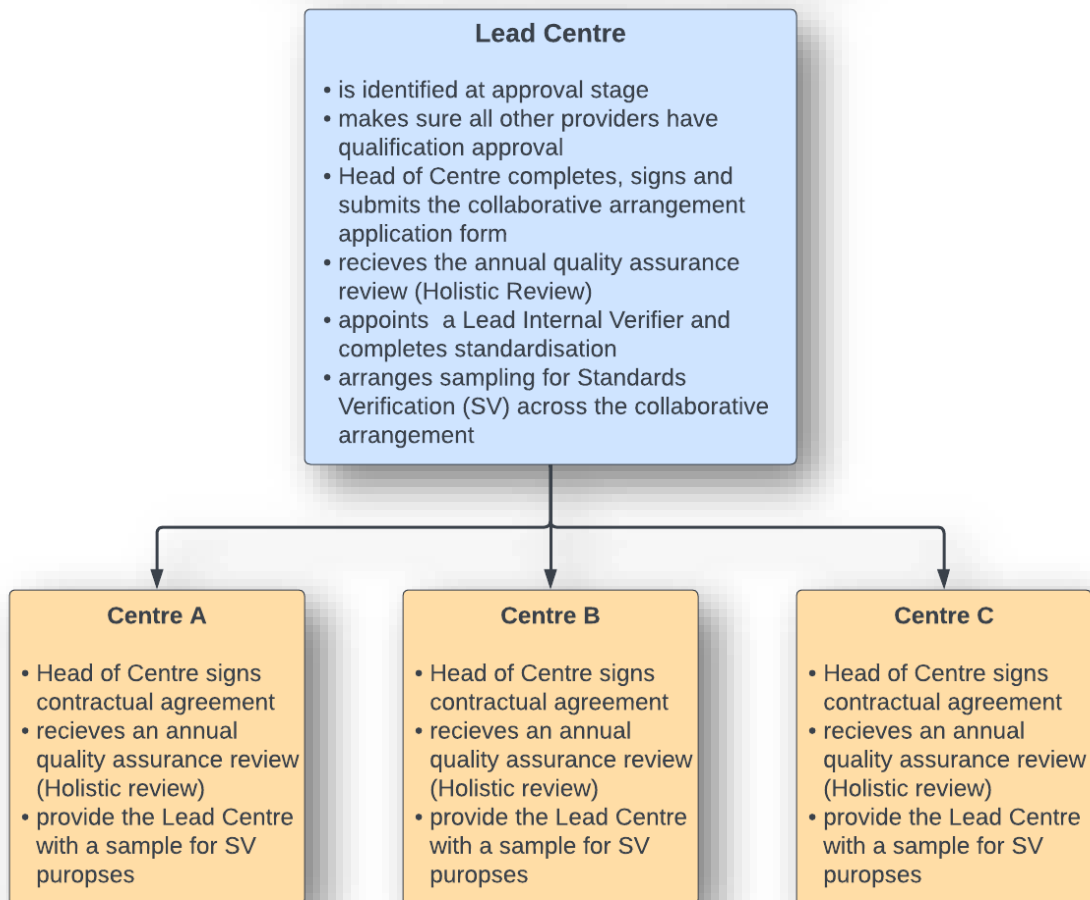 Lead Centre
• is identified at approval stage
• makes sure all other providers have
qualification approval
• Head of Centre completes, signs and
submits the collaborative arrangement
application form
• recieves the annual quality assurance
review (Holistic Review)
• appoints  a Lead Internal Verifier and
completes standardisation
• arranges sampling for Standards
Verification (SV) across the collaborative
arrangement
Centre A
• Head of Centre signs
contractual agreement
• recieves an annual
quality assurance review
(Holistic review)
• provide the Lead Centre
with a sample for SV
puropses
Centre B
• Head of Centre signs
contractual agreement
• recieves an annual
quality assurance review
(Holistic review)
• provide the Lead Centre
with a sample for SV
puropses
Centre C
• Head of Centre signs
contractual agreement
• recieves an annual
quality assurance review
(Holistic review)
• provide the Lead Centre
with a sample for SV
puropses